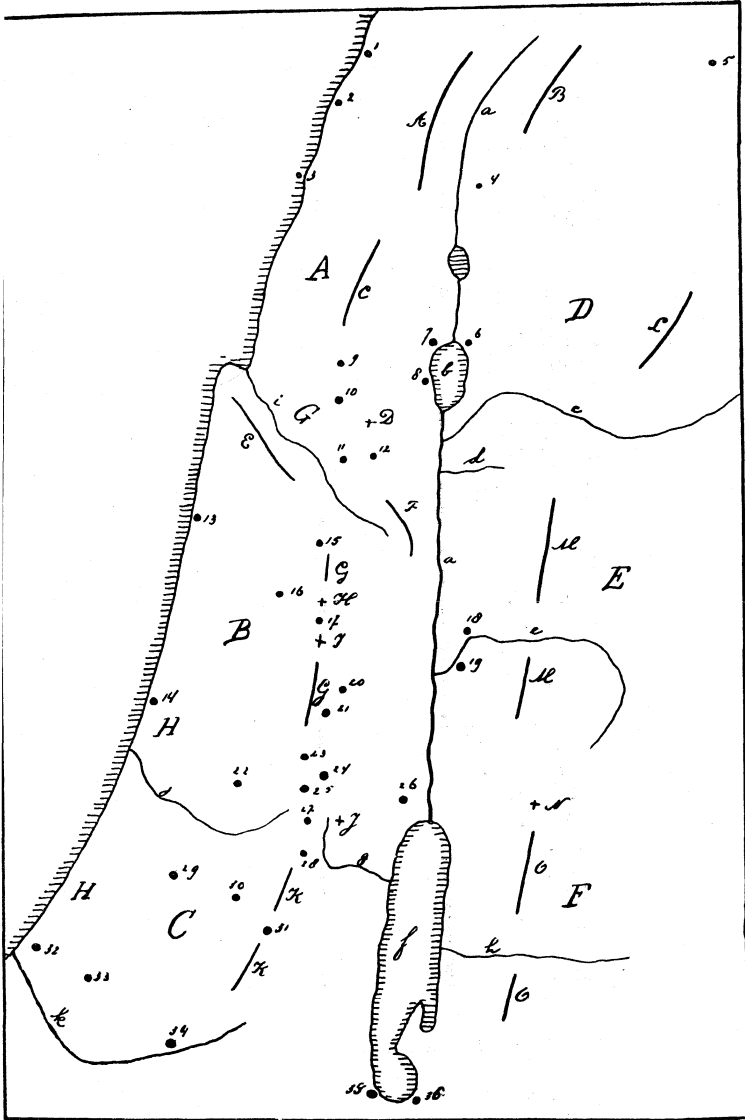 1
5
2
A
a
B
4
3
A
C
D
L
7
6
9
b
8
i
10
G
+D
c
E
11
12
d
F
13
15
G
a
M
16
+H
E
17
18
B
+I
e
19
M
G
20
14
21
H
23
22
24
25
26
+N
27
+J
28
g
O
29
H
30
K
F
C
31
f
32
h
33
K
O
k
34
35
36